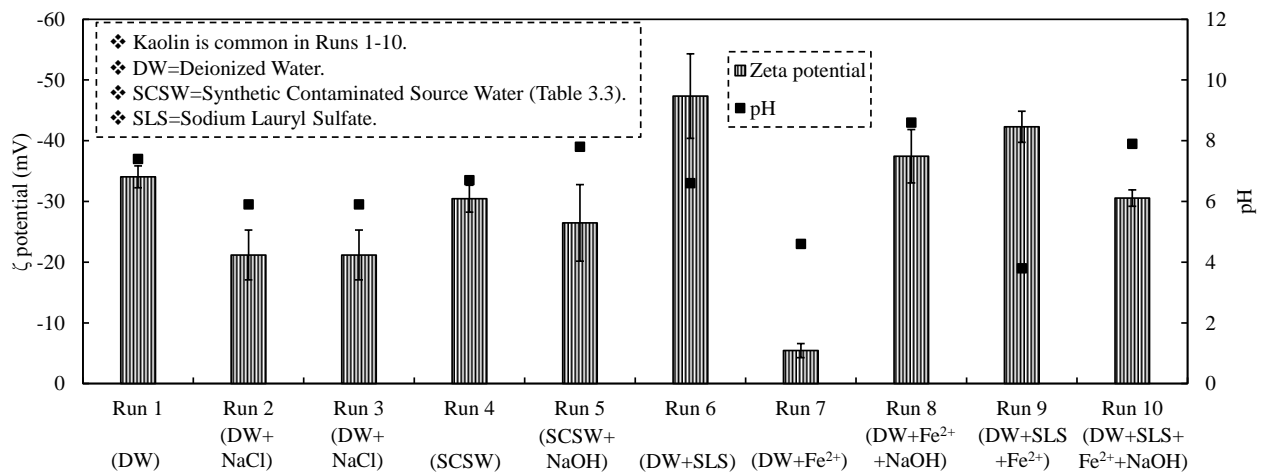 -60
-50
-40
-30
-20
-10
0
ζ potential (mV)
❖ Kaolin is common in Runs 1-10.
❖ DW=Deionized Water.
❖ SCSW=Synthetic Contaminated Source Water (Table 3.3).
❖ SLS=Sodium Lauryl Sulfate.
Zeta potential
pH
12
10
8
6
4
2
0
pH
Run 1
(DW)
Run 2
(DW+
NaCl)
Run 3
(DW+
NaCl)
Run 4
(SCSW)
Run 5
(SCSW+
NaOH)
Run 6
(DW+SLS)
Run 7
(DW+Fe²⁺)
Run 8
(DW+Fe²⁺
+NaOH)
Run 9
(DW+SLS
+Fe²⁺)
Run 10
(DW+SLS+
Fe²⁺+NaOH)